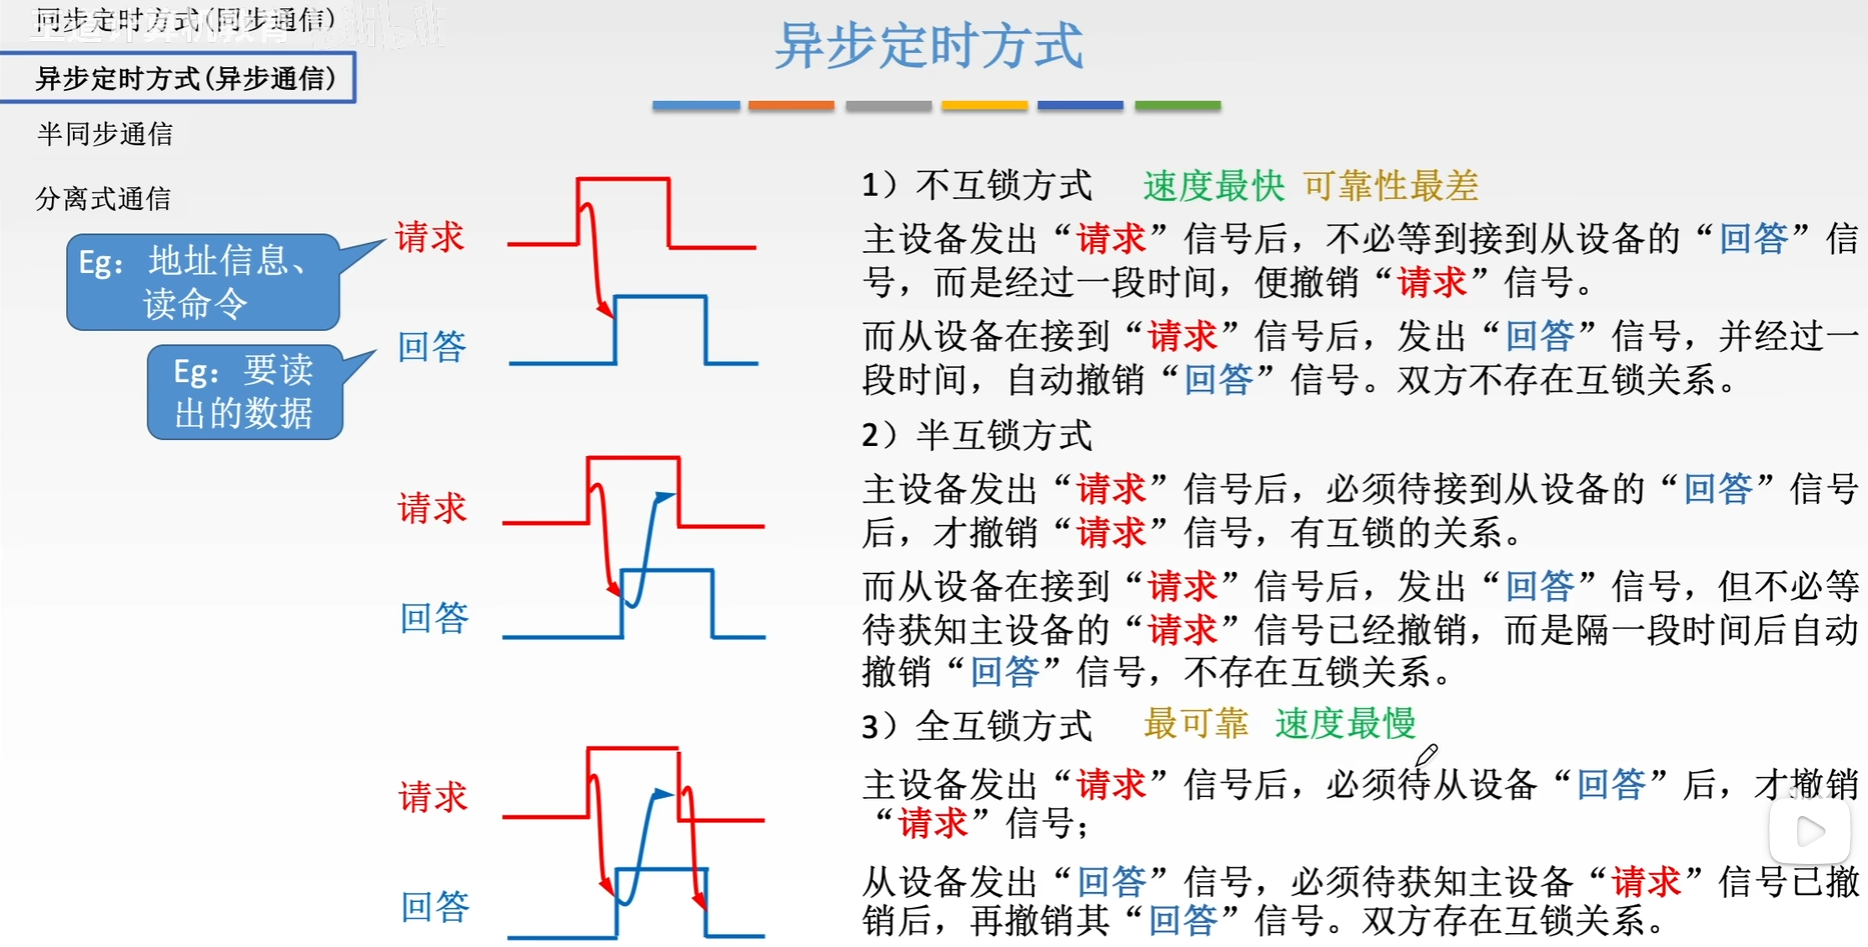 同步定时方式(同步通信)
异步定时方式
异步定时方式(异步通信)
半同步通信
分离式通信
Eg：地址信息、
读命令
请求
回答
Eg：要读
出的数据
1）不互锁方式 速度最快 可靠性最差
主设备发出“请求”信号后，不必等到接到从设备的“回答”信
号，而是经过一段时间，便撤销“请求”信号。
而从设备在接到“请求”信号后，发出“回答”信号，并经过一
段时间，自动撤销“回答”信号。双方不存在互锁关系。
请求
回答
2）半互锁方式
主设备发出“请求”信号后，必须待接到从设备的“回答”信号
后，才撤销“请求”信号，有互锁的关系。
而从设备在接到“请求”信号后，发出“回答”信号，但不必等
待获知主设备的“请求”信号已经撤销，而是隔一段时间后自动
撤销“回答”信号，不存在互锁关系。
请求
回答
3）全互锁方式 最可靠 速度最慢
主设备发出“请求”信号后，必须待从设备“回答”后，才撤销
“请求”信号；
从设备发出“回答”信号，必须待获知主设备“请求”信号已撤
销后，再撤销其“回答”信号。双方存在互锁关系。